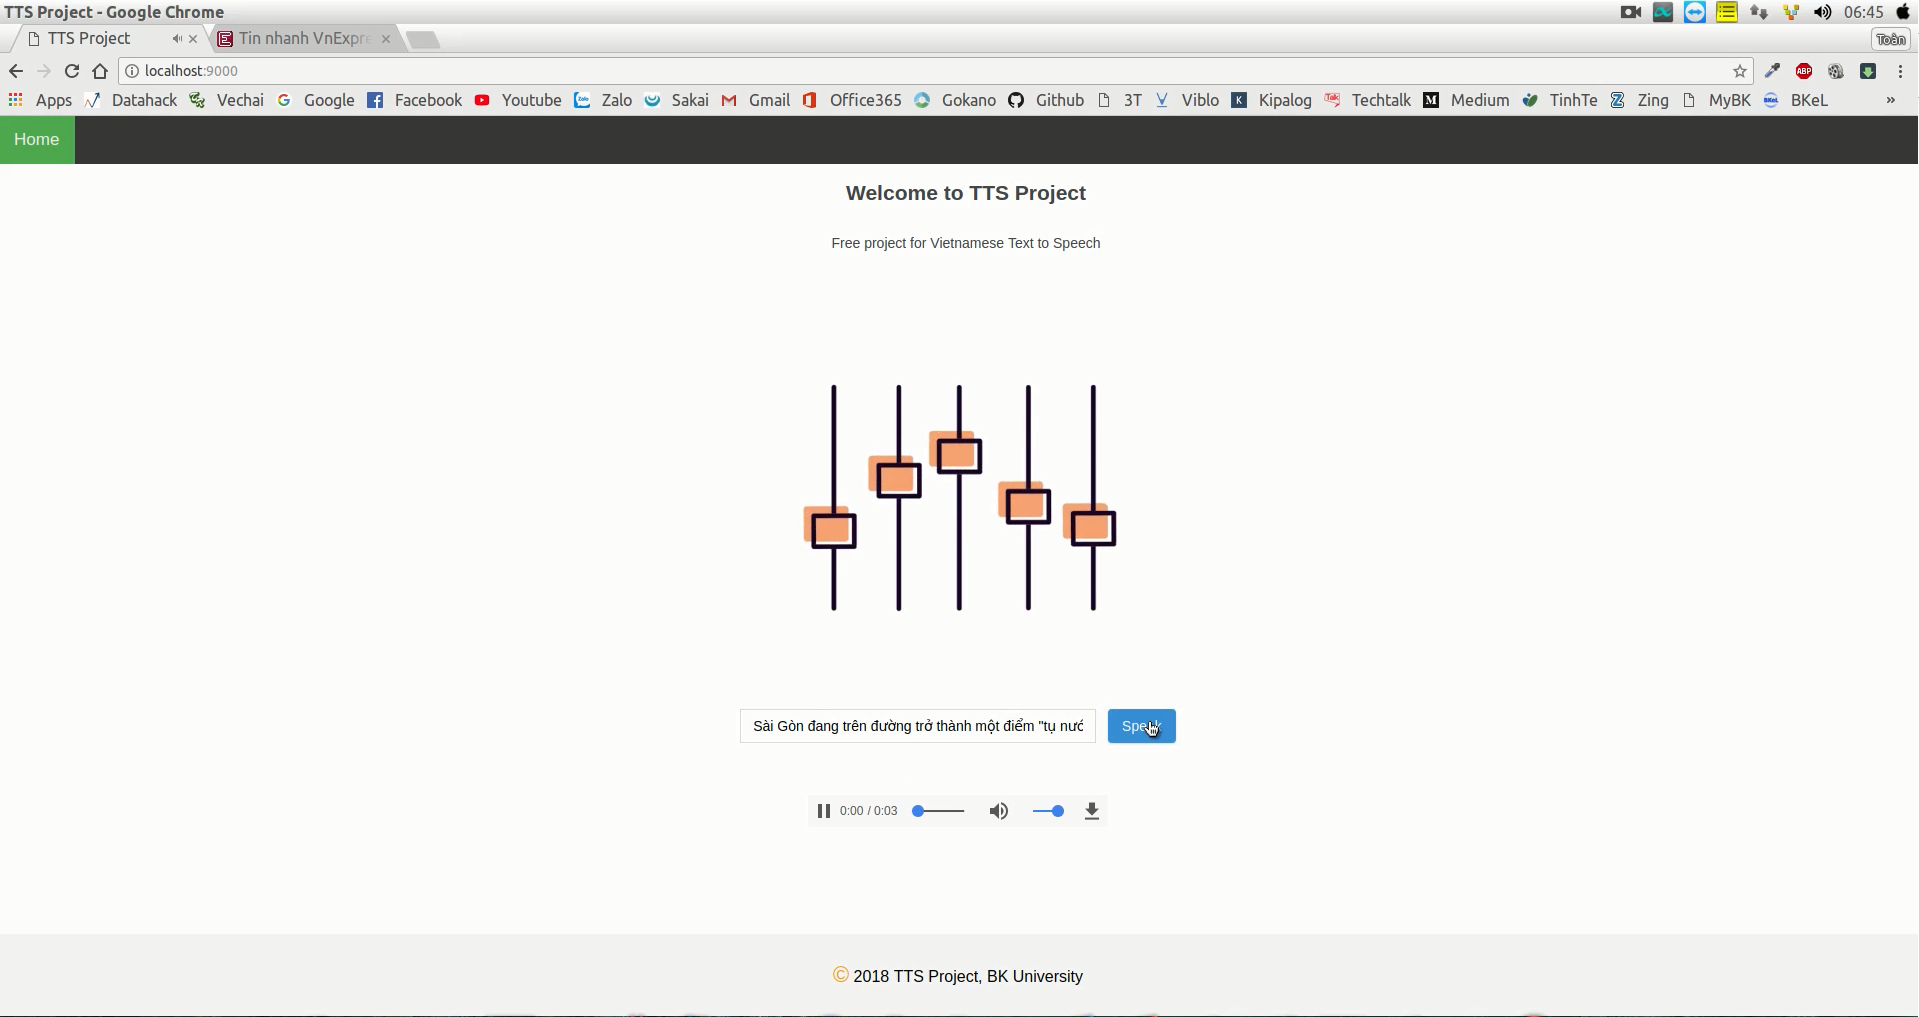 TTS Project - Google Chrome
06:45
TTS Project
Tin nhanh VnExpre
Toàn
localhost:9000
ABP
Apps Datahack Vechai Google Facebook Youtube Zalo Sakai Gmail Office365 Gokano Github 3T Viblo Kipalog Techtalk Medium TinhTe Zing MyBK BKeL »
Home
Welcome to TTS Project
Free project for Vietnamese Text to Speech
Sài Gòn đang trên đường trở thành một điểm "tụ nướ
Speak
0:00 / 0:03
© 2018 TTS Project, BK University